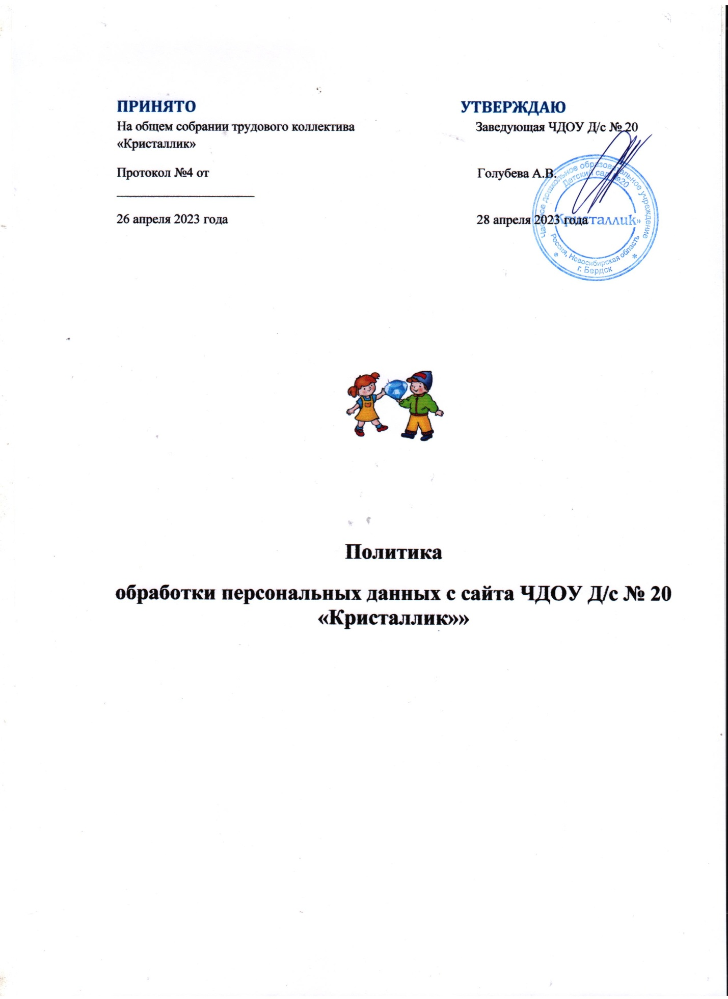 ПРИНЯТО
На общем собрании трудового коллектива
«Кристаллик»
Протокол №4 от
26 апреля 2023 года
УТВЕРЖДАЮ
Заведующая ЧДОУ Д/с № 20
Голубева А.В.
28 апреля 2023 года
Частное дошкольное образовательное учреждение
Детский сад №20
«Кристаллик»
Россия, Новосибирская область
г. Бердск
Политика
обработки персональных данных с сайта ЧДОУ Д/с № 20
«Кристаллик»»